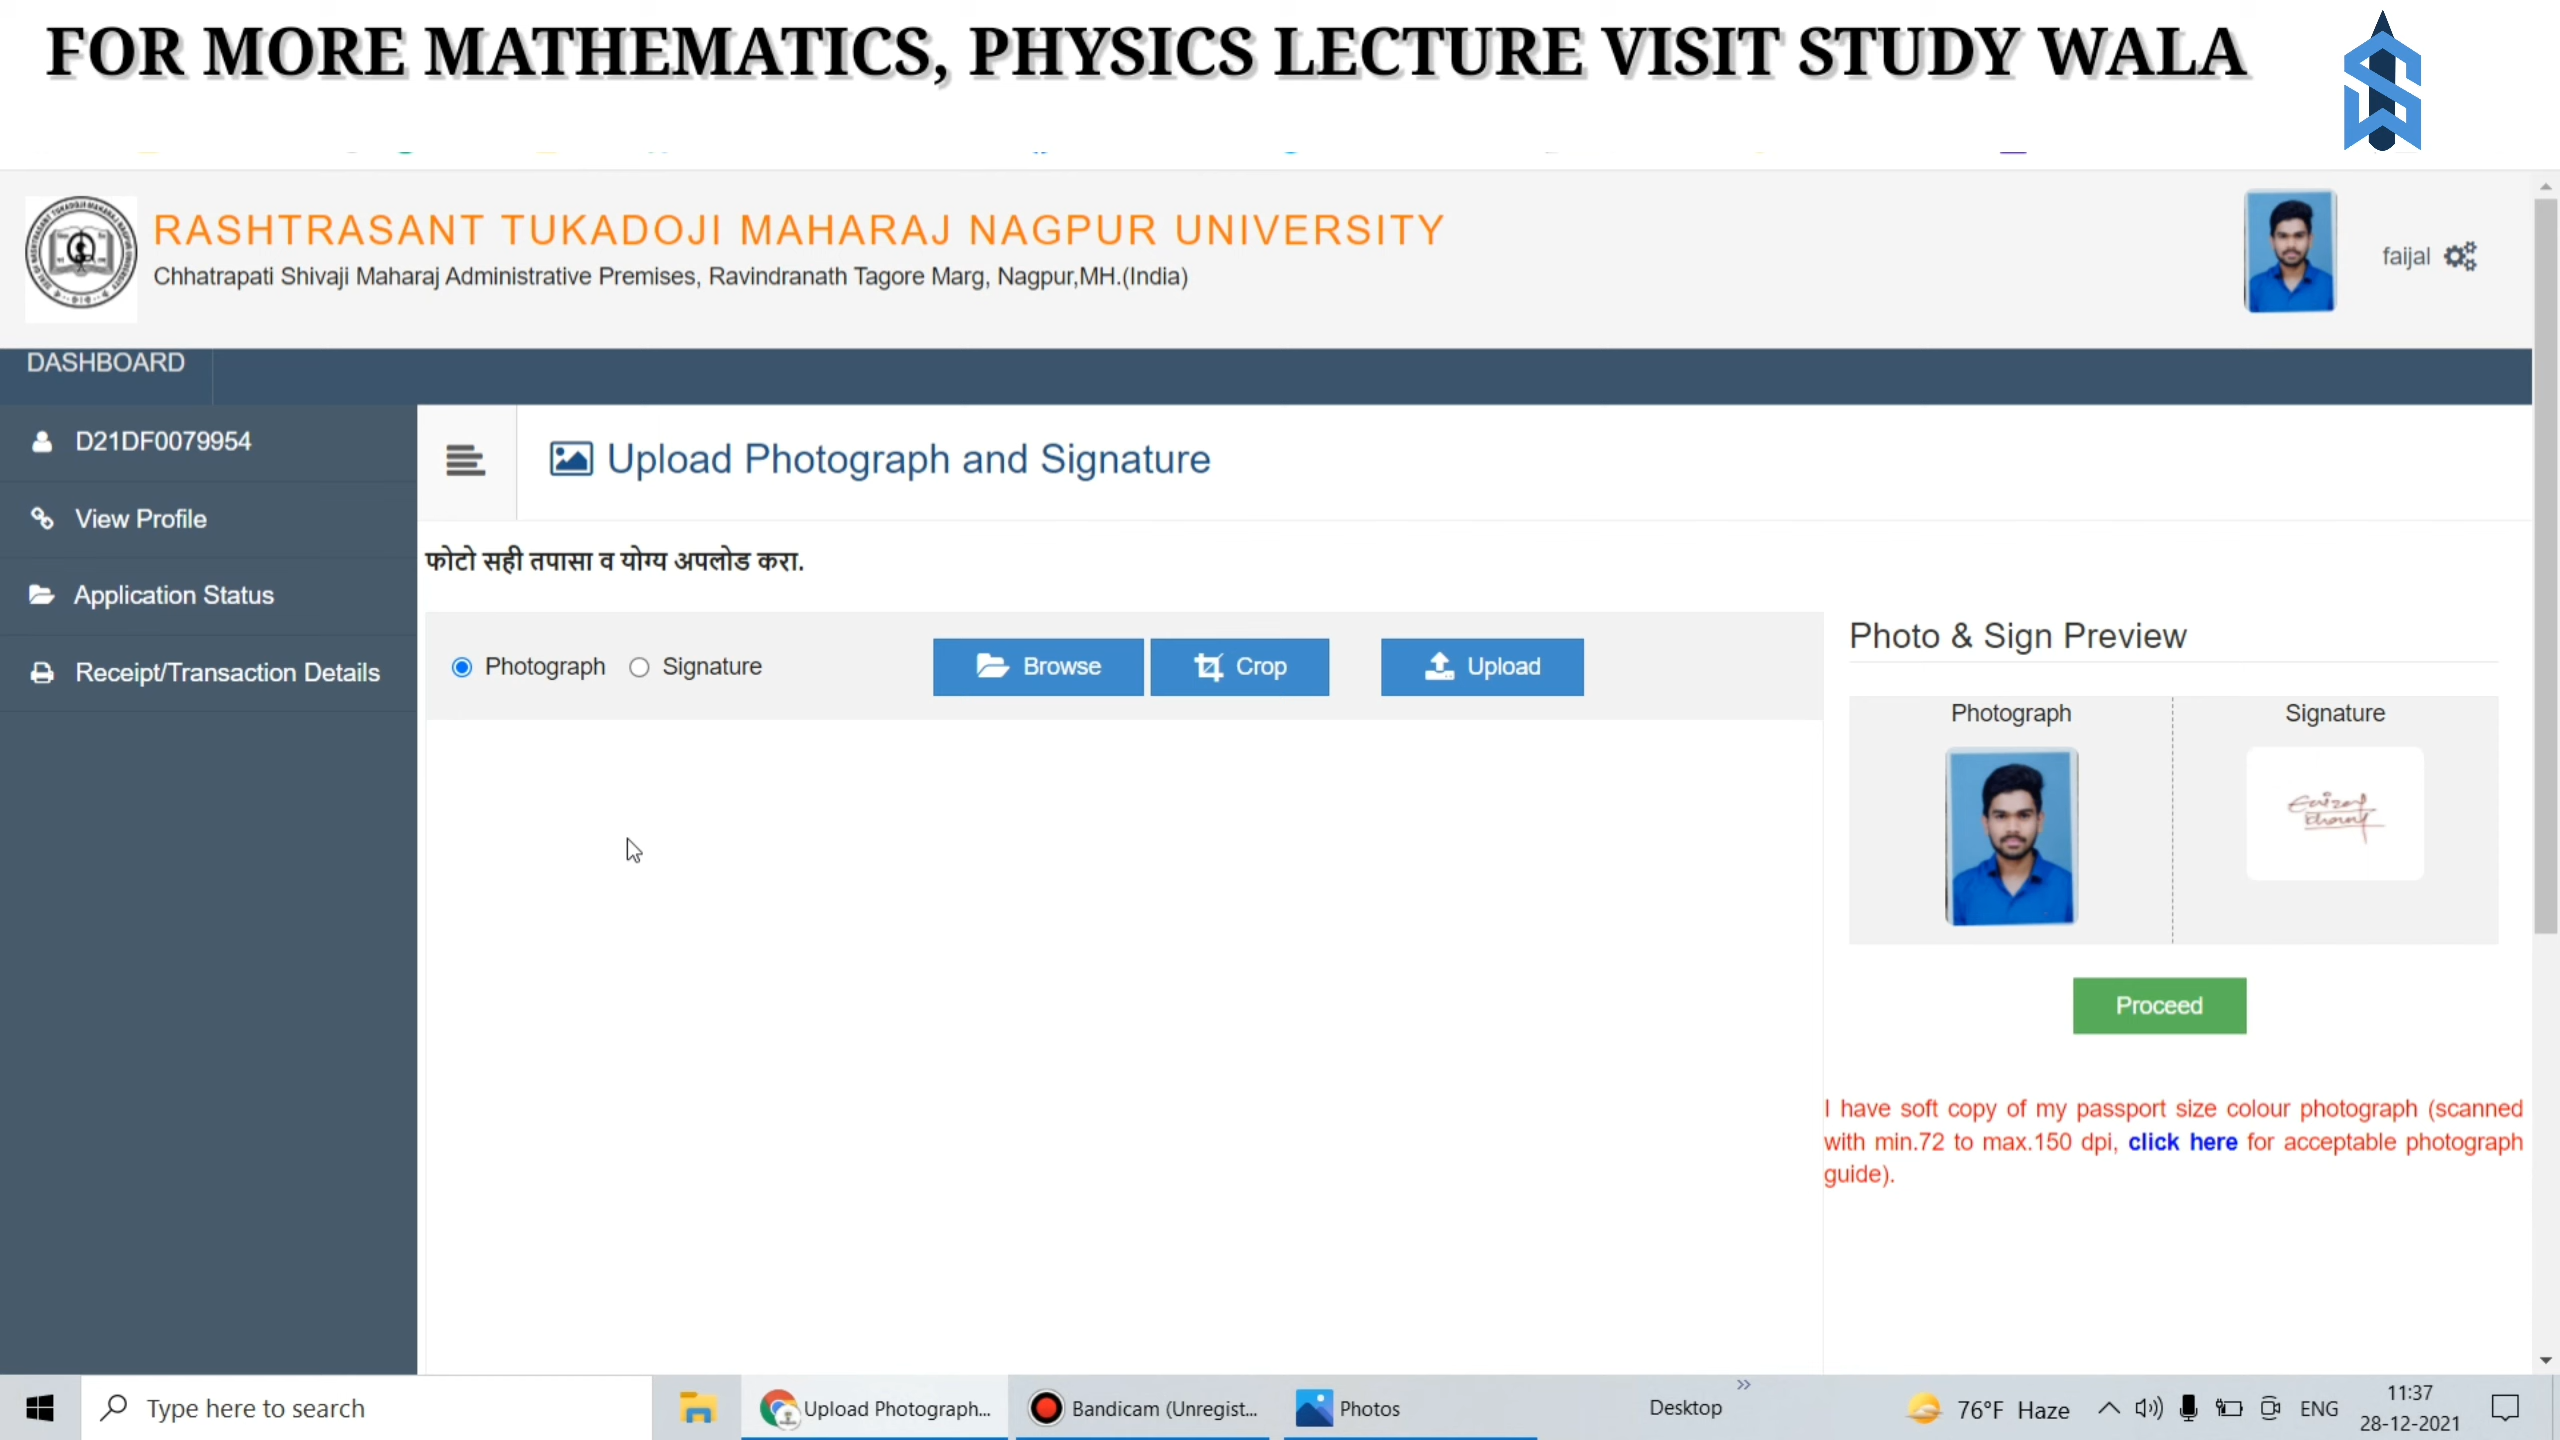 FOR MORE MATHEMATICS, PHYSICS LECTURE VISIT STUDY WALA
RASHTRASANT TUKADOJI MAHARAJ NAGPUR UNIVERSITY
Chhatrapati Shivaji Maharaj Administrative Premises, Ravindranath Tagore Marg, Nagpur,MH.(India)
faijal
DASHBOARD
D21DF0079954
View Profile
Application Status
Receipt/Transaction Details
Upload Photograph and Signature
फोटो सही तपासा व योग्य अपलोड करा.
Photograph Signature Browse Crop Upload
Photo & Sign Preview
Photograph Signature
Proceed
I have soft copy of my passport size colour photograph (scanned
with min.72 to max.150 dpi, click here for acceptable photograph
guide).
Type here to search
Upload Photograph...
Bandicam (Unregist...
Photos
Desktop
76°F Haze
ENG
11:37
28-12-2021